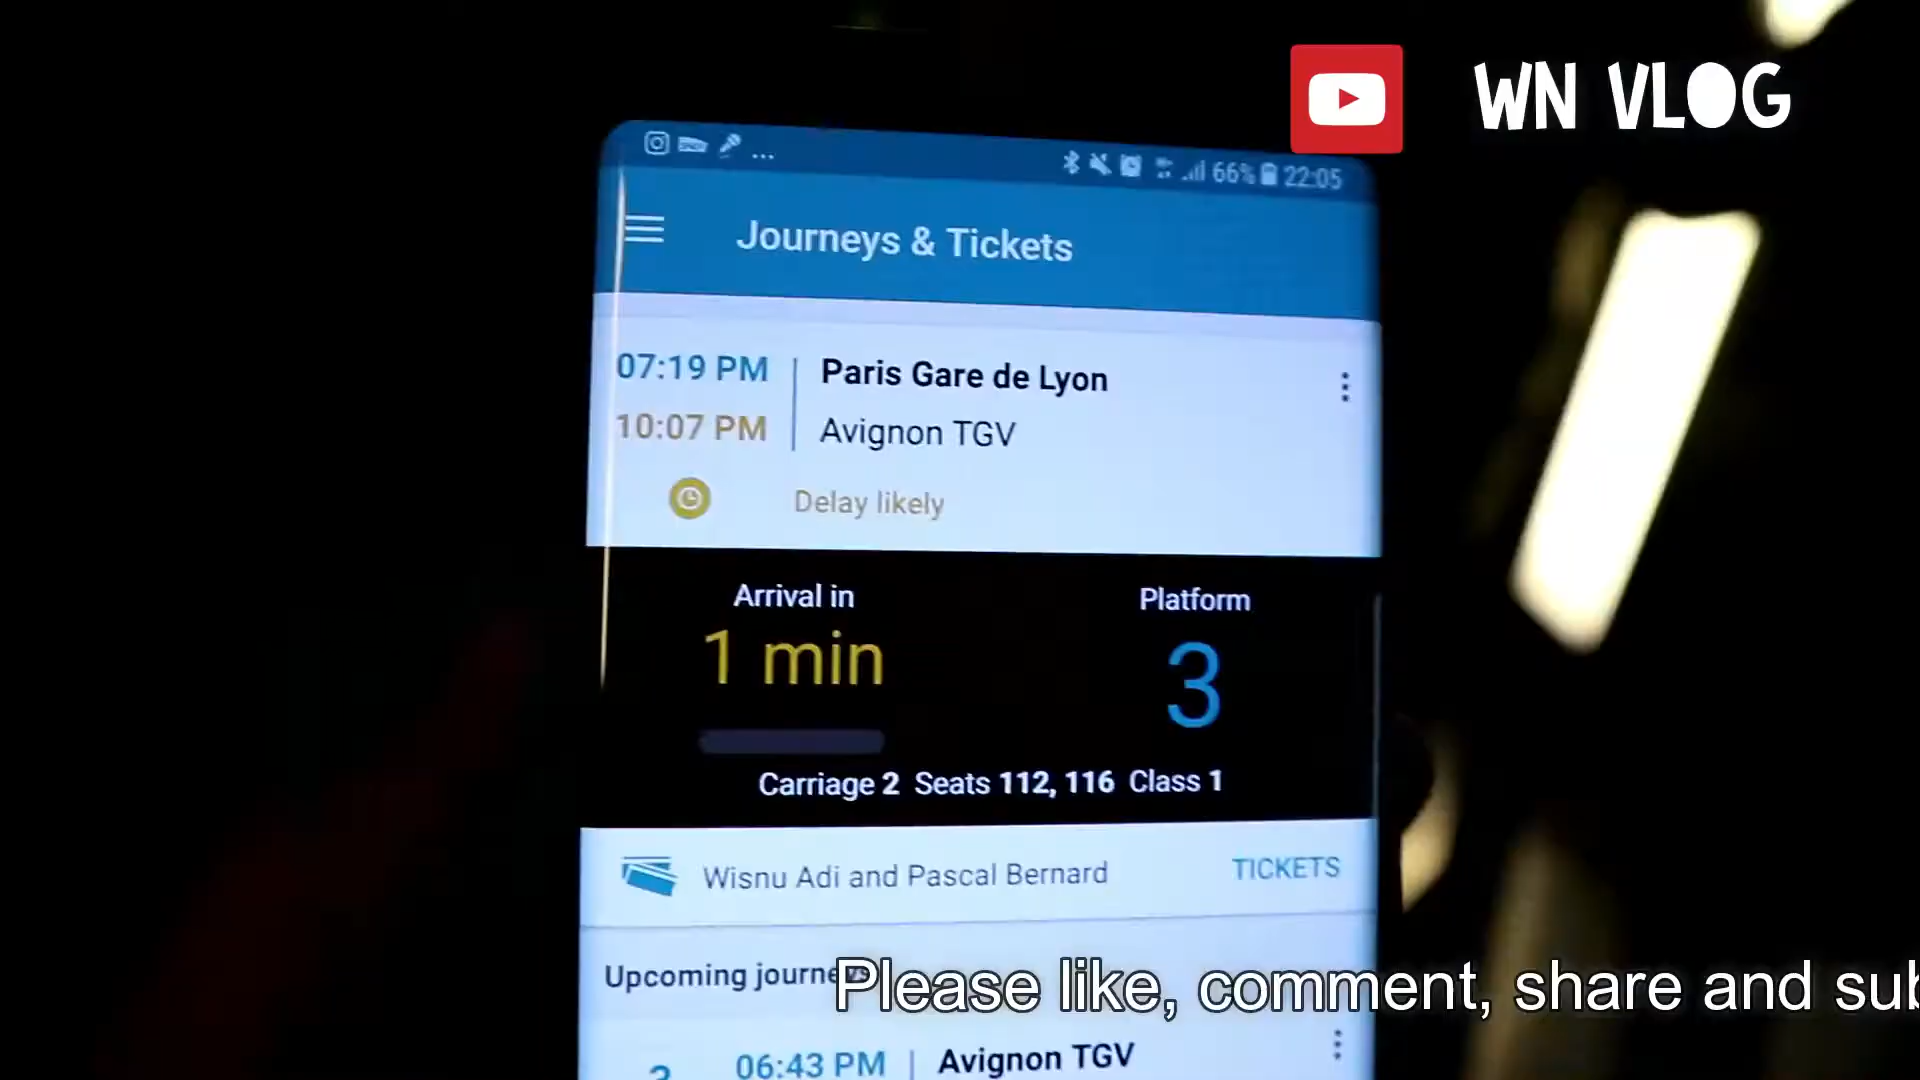 WN VLOG
66% 22:05
Journeys & Tickets
07:19 PM Paris Gare de Lyon
10:07 PM Avignon TGV
Delay likely
Arrival in Platform
1 min 3
Carriage 2 Seats 112, 116 Class 1
Wisnu Adi and Pascal Bernard TICKETS
Upcoming journeys
Please like, comment, share and sub
06:43 PM Avignon TGV